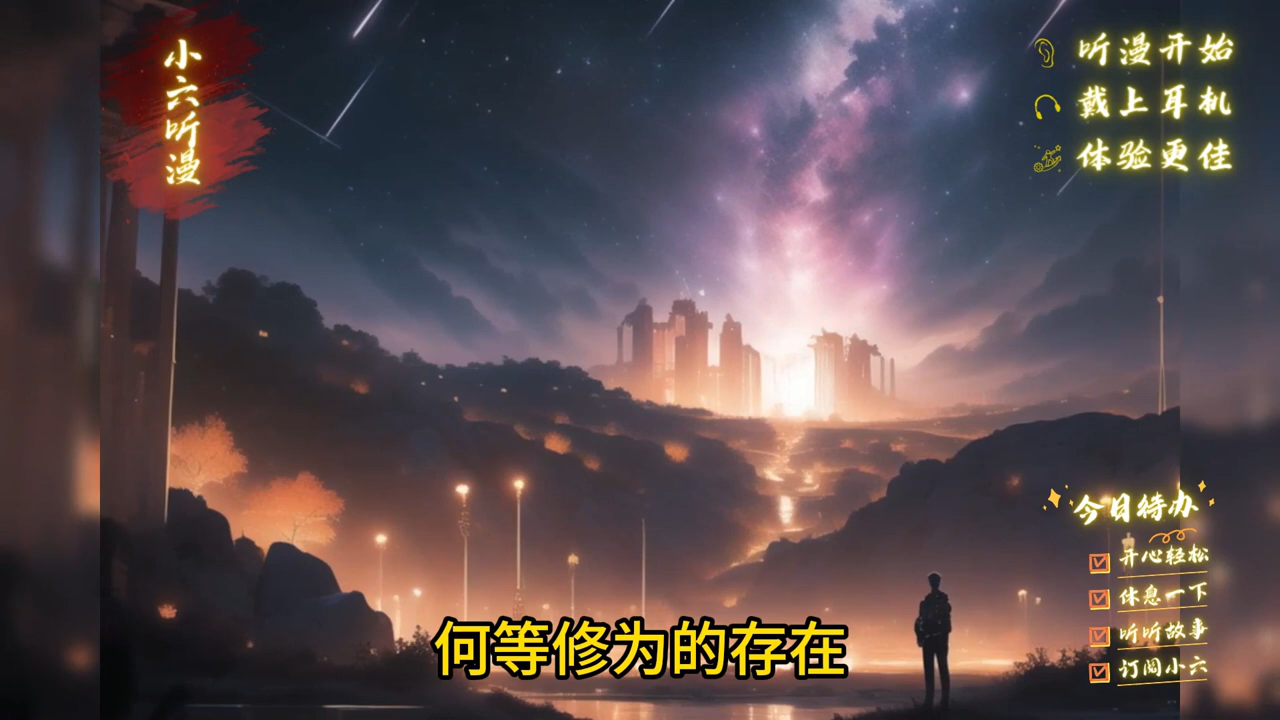 小六听漫
听漫开始
戴上耳机
体验更佳
今日待办
开心轻松
休息一下
听听故事
订阅小六
何等修为的存在